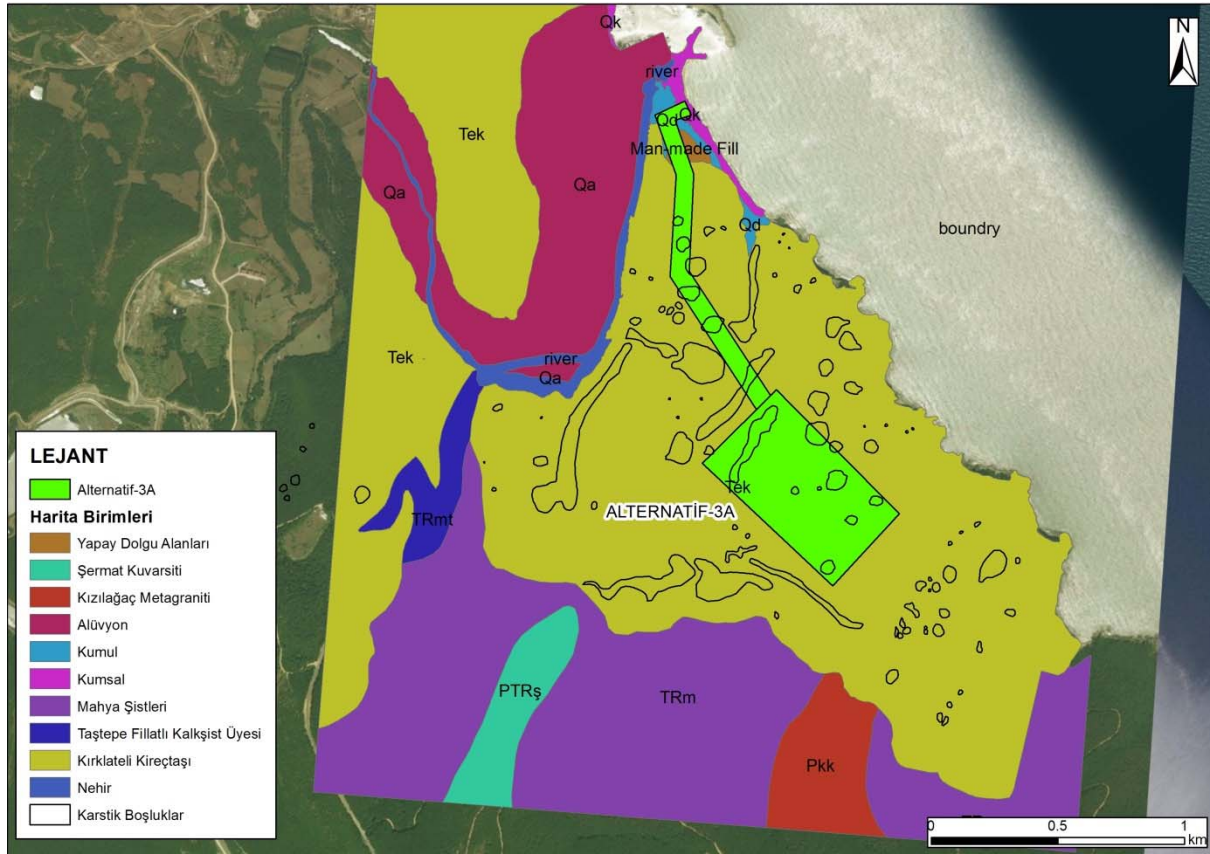 N
Qk
river
Tek
Qd
Qk
Man-made Fill
Qa
Qa
Qd
boundry
Tek
river
Qa
LEJANT
Alternatif-3A
Harita Birimleri
Yapay Dolgu Alanları
Şermat Kuvarsiti
Kızılağaç Metagraniti
Alüvyon
Kumul
Kumsal
Mahya Şistleri
Taştepe Fillatlı Kalkşist Üyesi
Kırklateli Kireçtaşı
Nehir
Karstik Boşluklar
Tek
ALTERNATİF-3A
TRmt
PTRş
TRm
Pkk
0 0.5 1
km